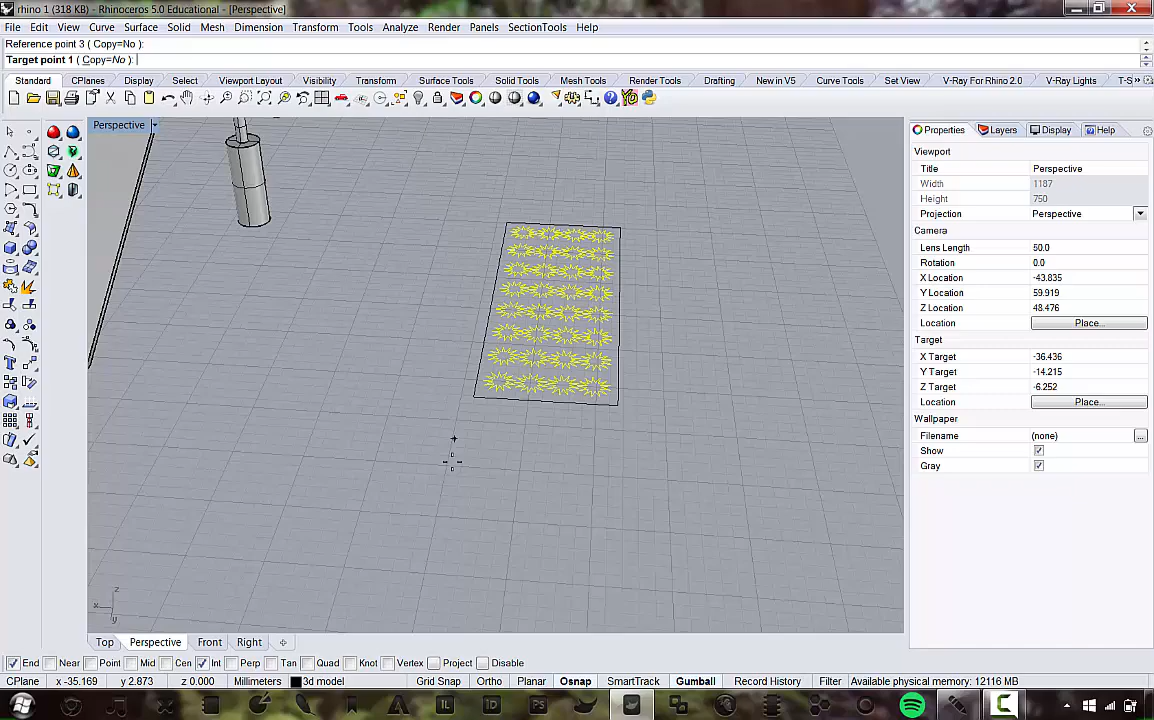 rhino 1 (318 KB) - Rhinoceros 5.0 Educational - [Perspective]
File Edit View Curve Surface Solid Mesh Dimension Transform Tools Analyze Render Panels SectionTools Help
Reference point 3 ( Copy=No ):
Target point 1 ( Copy=No ):
Standard CPlanes Display Select Viewport Layout Visibility Transform Surface Tools Solid Tools Mesh Tools Render Tools Drafting New in V5 Curve Tools Set View V-Ray For Rhino 2.0 V-Ray Lights T-S »
Perspective
Properties Layers Display Help
Viewport
Title Perspective
Width 1187
Height 750
Projection Perspective
Camera
Lens Length 50.0
Rotation 0.0
X Location -43.835
Y Location 59.919
Z Location 48.476
Location Place...
Target
X Target -36.436
Y Target -14.215
Z Target -6.252
Location Place...
Wallpaper
Filename (none) ...
Show
Gray
z
x
y
Top Perspective Front Right
End Near Point Mid Cen Int Perp Tan Quad Knot Vertex Project Disable
CPlane x -35.169 y 2.873 z 0.000 Millimeters 3d model Grid Snap Ortho Planar Osnap SmartTrack Gumball Record History Filter Available physical memory: 12116 MB
IL ID PS